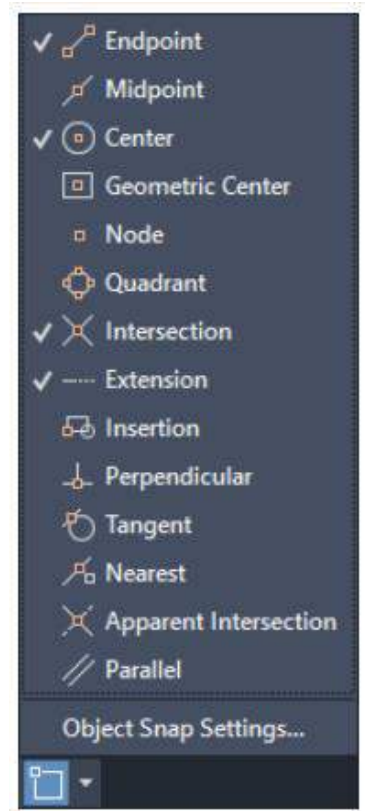 Endpoint
Midpoint
Center
Geometric Center
Node
Quadrant
Intersection
Extension
Insertion
Perpendicular
Tangent
Nearest
Apparent Intersection
Parallel
Object Snap Settings...